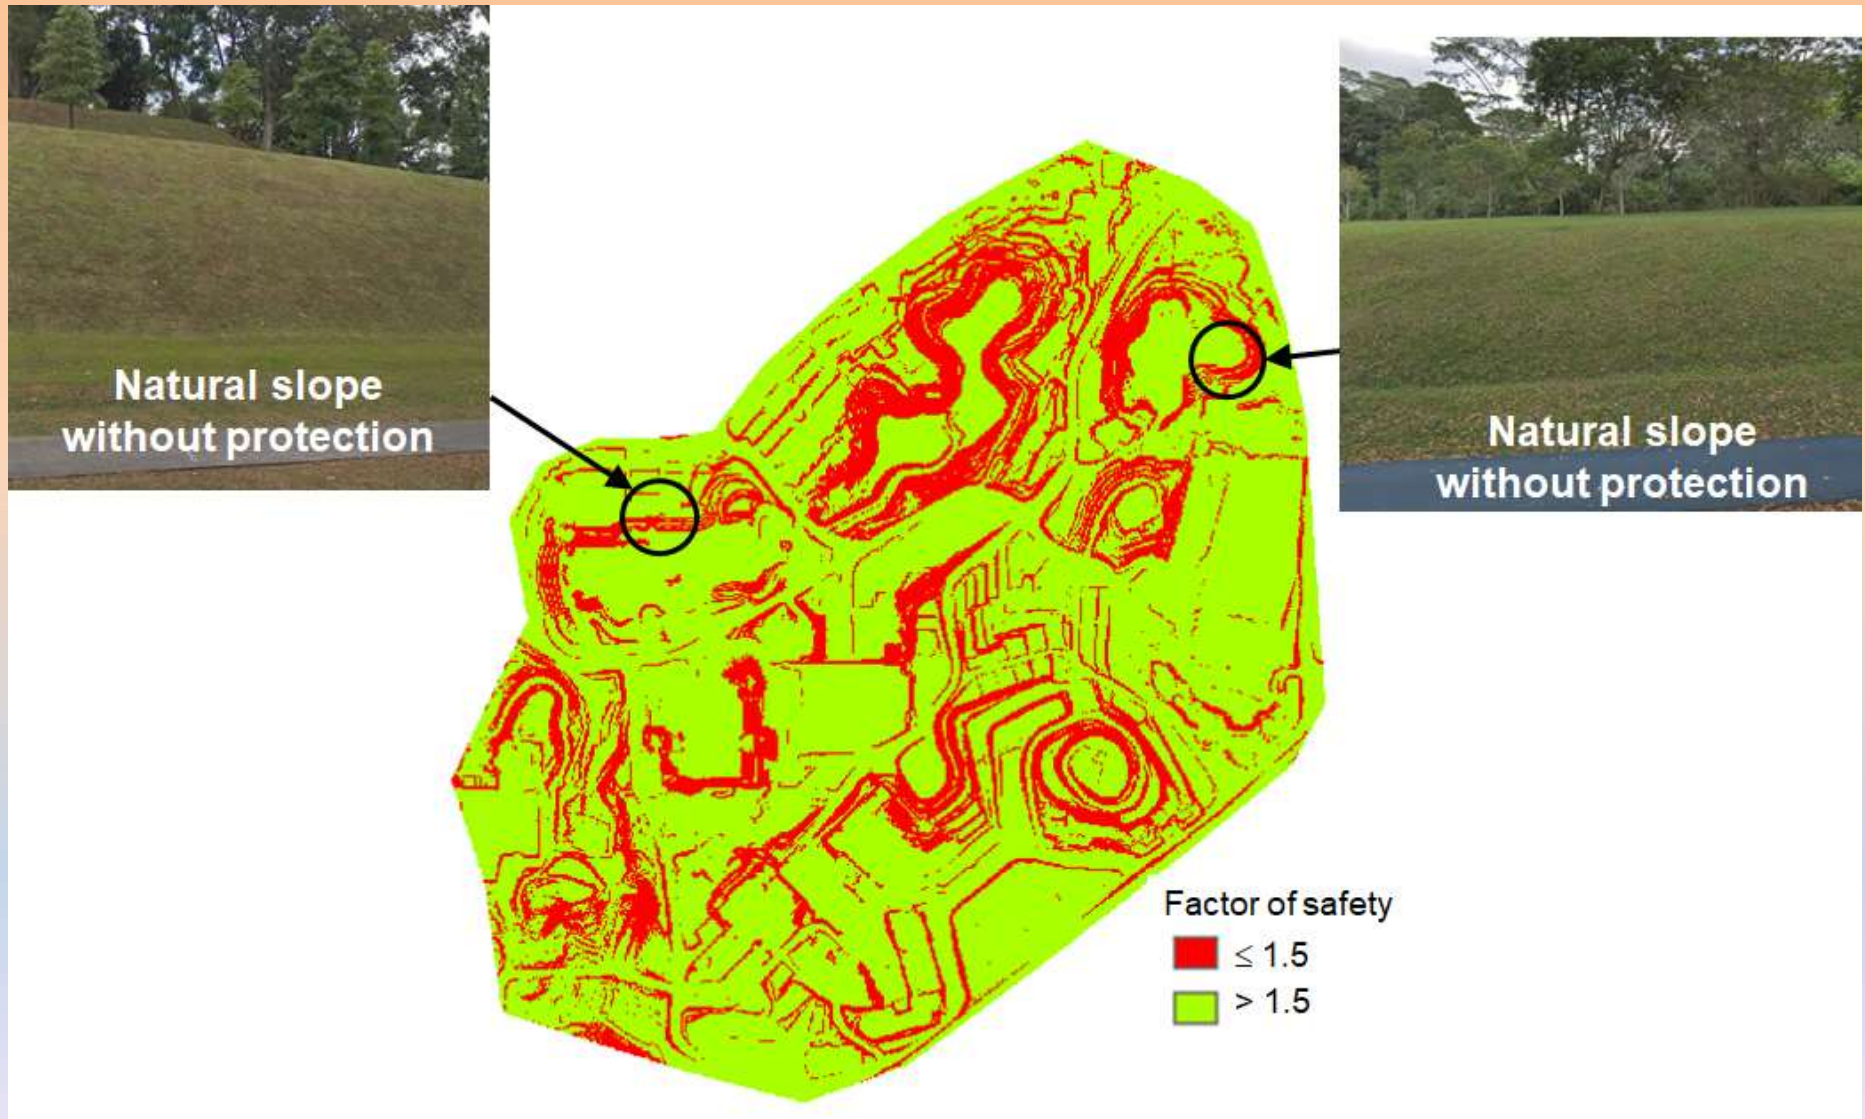 Natural slope
without protection
Natural slope
without protection
Factor of safety
≤ 1.5
> 1.5